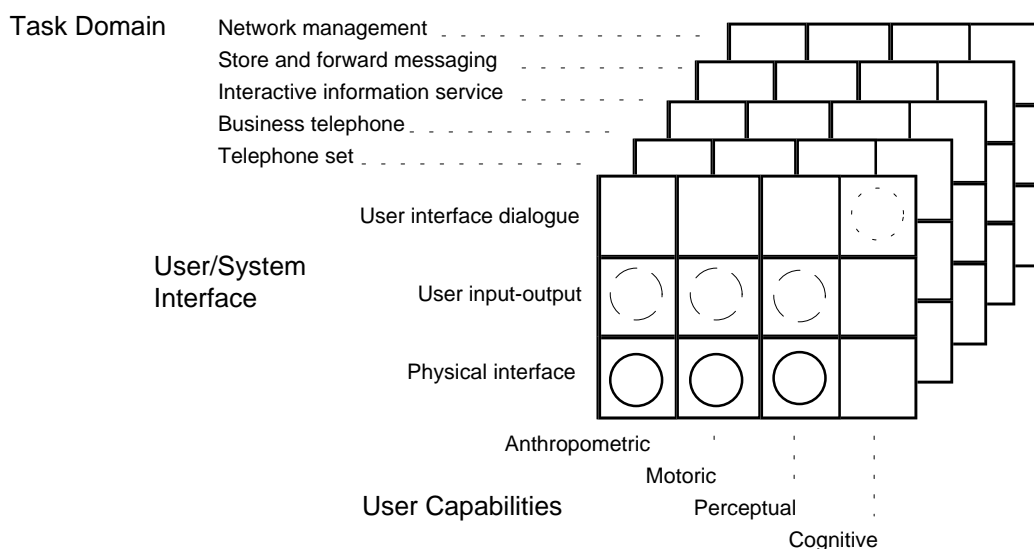 Task Domain
Network management
Store and forward messaging
Interactive information service
Business telephone
Telephone set
User interface dialogue
User/System
Interface
User input-output
Physical interface
Anthropometric
Motoric
User Capabilities
Perceptual
Cognitive